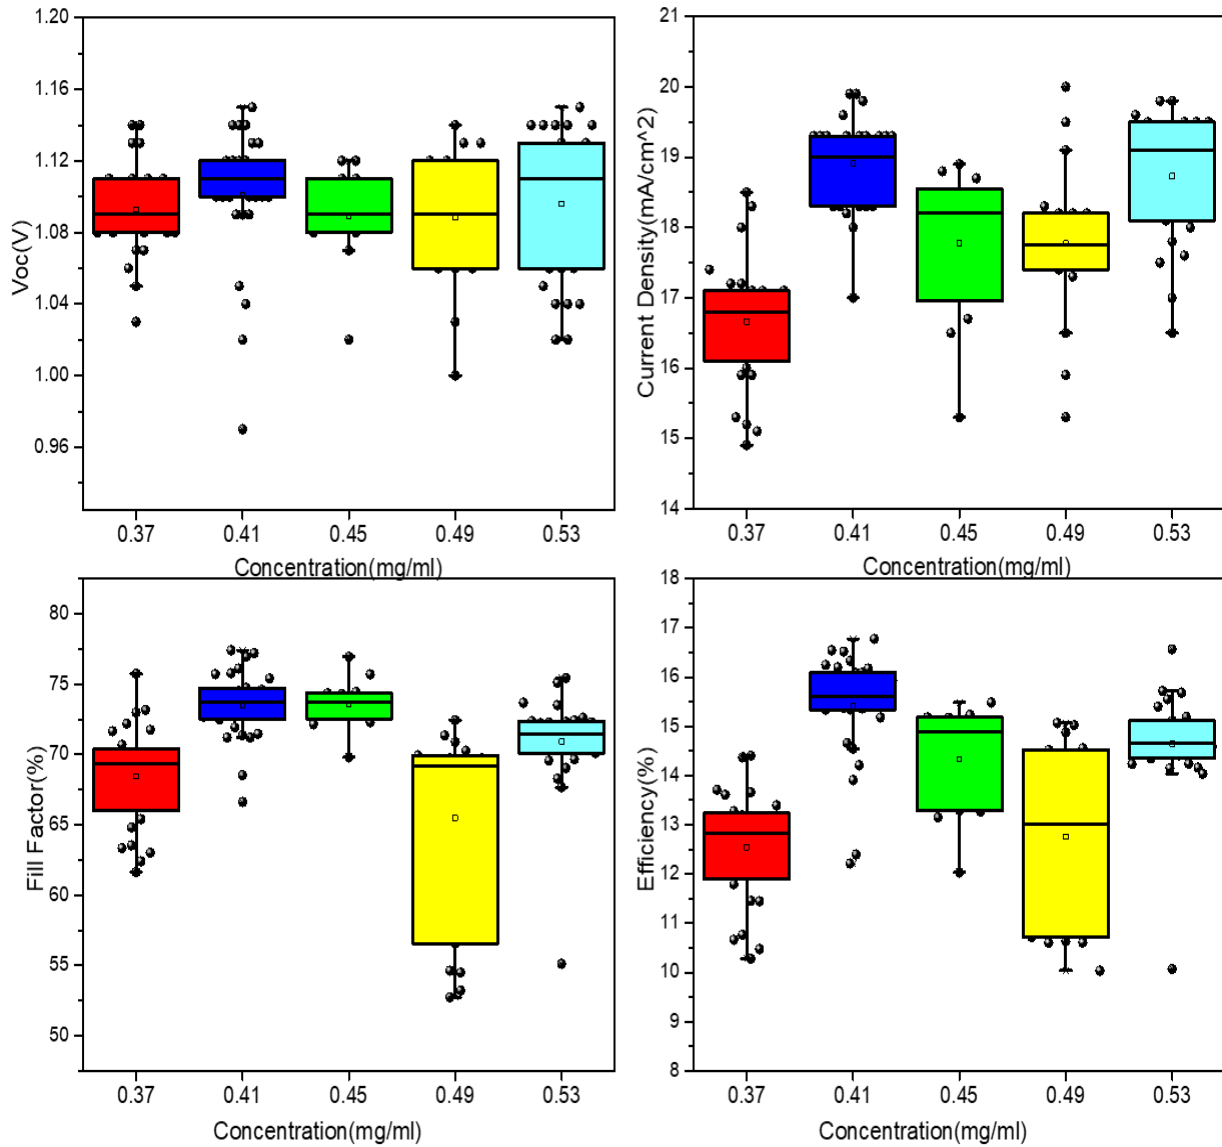 1.20
1.16
1.12
1.08
1.04
1.00
0.96
Voc(V)
0.37 0.41 0.45 0.49 0.53
Concentration(mg/ml)
21
20
19
18
17
16
15
14
Current Density(mA/cm^2)
0.37 0.41 0.45 0.49 0.53
Concentration(mg/ml)
80
75
70
65
60
55
50
Fill Factor(%)
0.37 0.41 0.45 0.49 0.53
Concentration(mg/ml)
18
17
16
15
14
13
12
11
10
9
8
Efficiency(%)
0.37 0.41 0.45 0.49 0.53
Concentration(mg/ml)